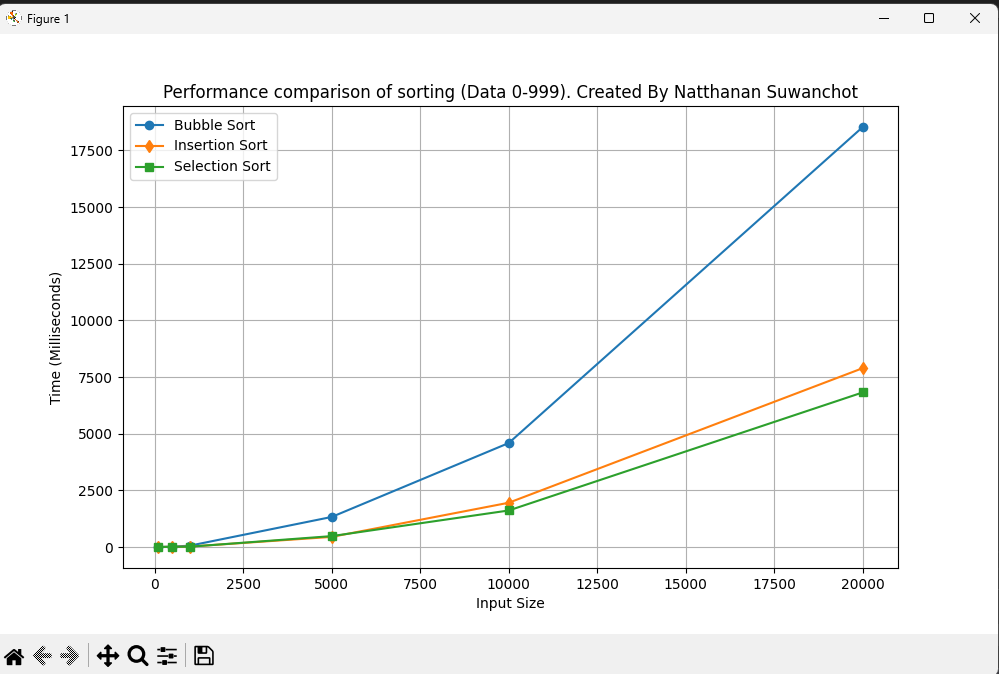 Figure 1
Performance comparison of sorting (Data 0-999). Created By Natthanan Suwanchot
Bubble Sort
Insertion Sort
Selection Sort
17500
15000
12500
10000
7500
5000
2500
0
Time (Milliseconds)
0 2500 5000 7500 10000 12500 15000 17500 20000
Input Size